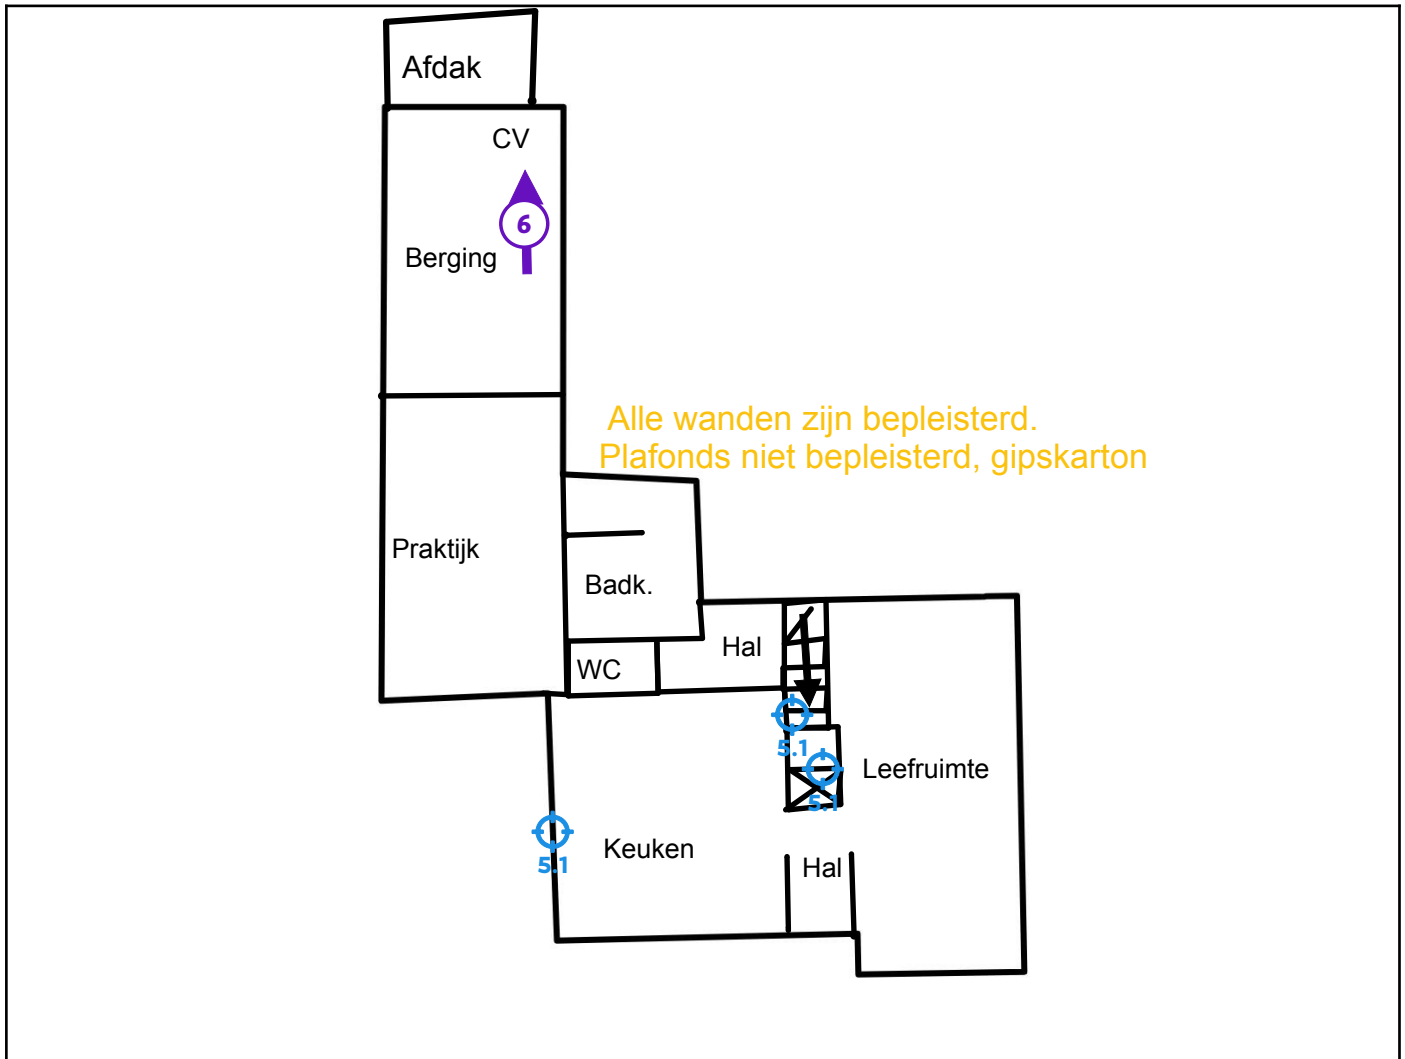 Afdak
CV
6
Berging
Alle wanden zijn bepleisterd.
Plafonds niet bepleisterd, gipskarton
Praktijk
Badk.
Hal
WC
5.1
Leefruimte
5.1
Keuken
5.1
Hal